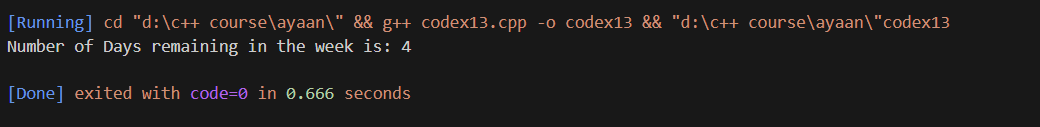 [Running] cd "d:\c++ course\ayaan\" && g++ codex13.cpp -o codex13 && "d:\c++ course\ayaan\"codex13
Number of Days remaining in the week is: 4
[Done] exited with code=0 in 0.666 seconds